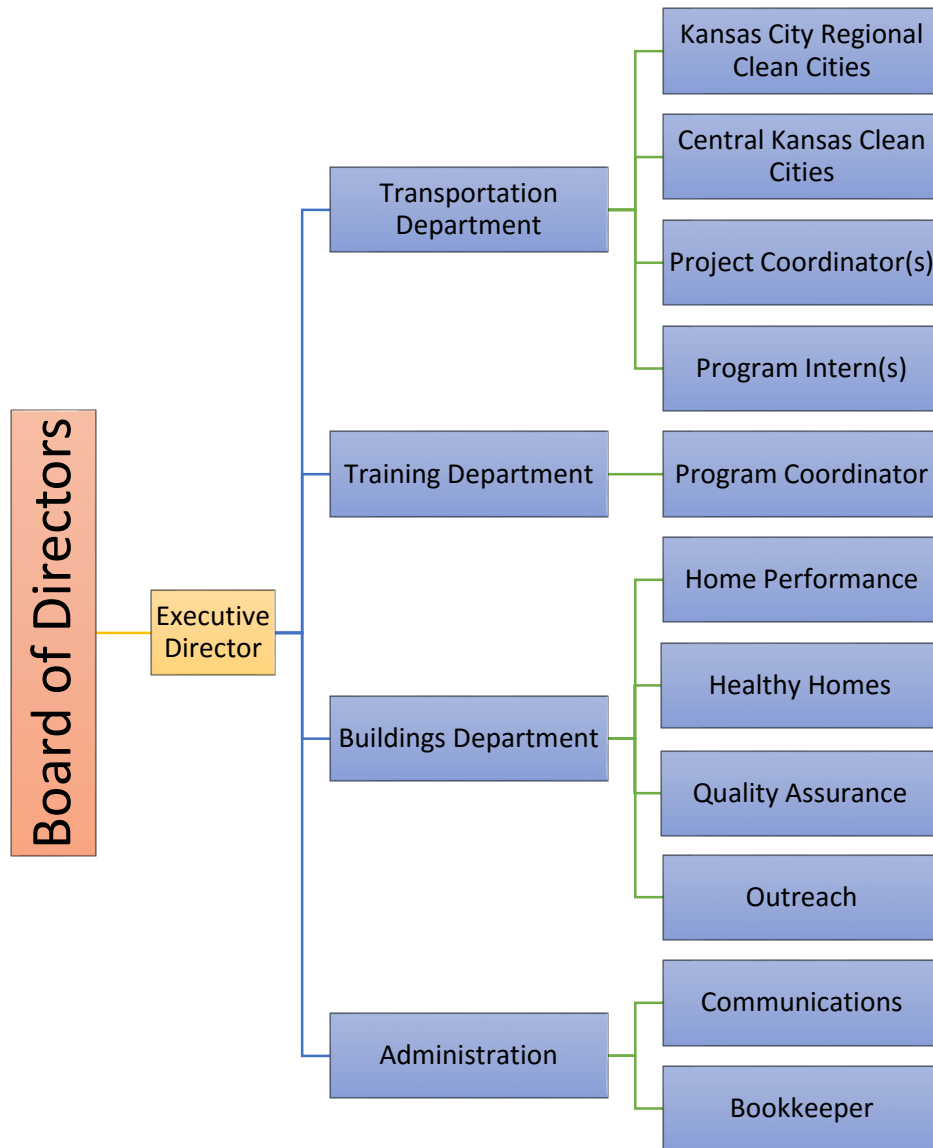 Board of Directors
Executive
Director
Transportation
Department
Kansas City Regional
Clean Cities
Central Kansas Clean
Cities
Project Coordinator(s)
Program Intern(s)
Training Department
Program Coordinator
Buildings Department
Home Performance
Healthy Homes
Quality Assurance
Outreach
Administration
Communications
Bookkeeper